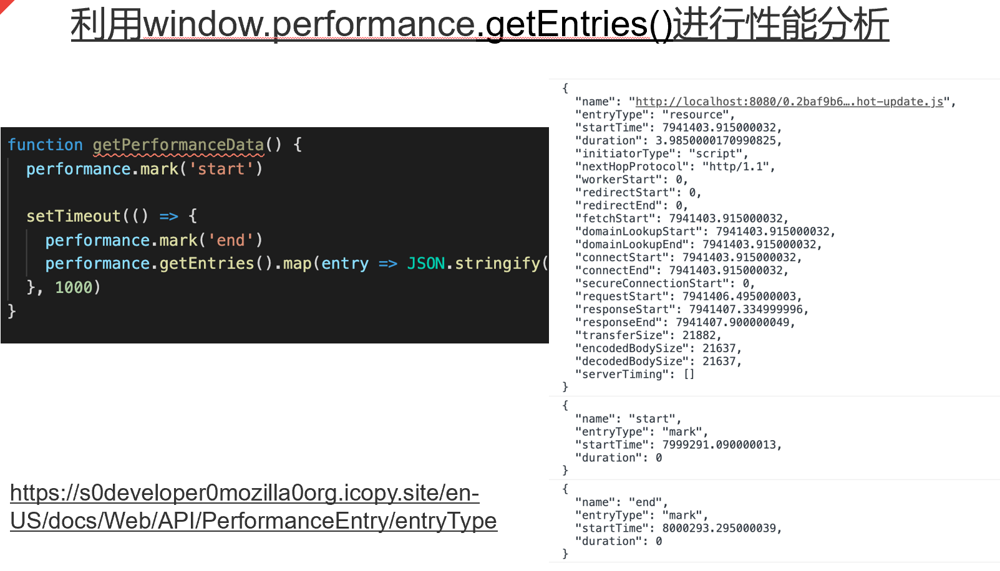 利用window.performance.getEntries()进行性能分析
function getPerformanceData() {
performance.mark('start')
setTimeout(() => {
performance.mark('end')
performance.getEntries().map(entry => JSON.stringify(
}, 1000)
}
https://s0developer0mozilla0org.icopy.site/en-
US/docs/Web/API/PerformanceEntry/entryType
{
"name": "http://localhost:8080/0.2baf9b6….hot-update.js",
"entryType": "resource",
"startTime": 7941403.915000032,
"duration": 3.9850000170990825,
"initiatorType": "script",
"nextHopProtocol": "http/1.1",
"workerStart": 0,
"redirectStart": 0,
"redirectEnd": 0,
"fetchStart": 7941403.915000032,
"domainLookupStart": 7941403.915000032,
"domainLookupEnd": 7941403.915000032,
"connectStart": 7941403.915000032,
"connectEnd": 7941403.915000032,
"secureConnectionStart": 0,
"requestStart": 7941406.495000003,
"responseStart": 7941407.334999996,
"responseEnd": 7941407.900000049,
"transferSize": 21882,
"encodedBodySize": 21637,
"decodedBodySize": 21637,
"serverTiming": []
}
{
"name": "start",
"entryType": "mark",
"startTime": 7999291.090000013,
"duration": 0
}
{
"name": "end",
"entryType": "mark",
"startTime": 8000293.295000039,
"duration": 0
}